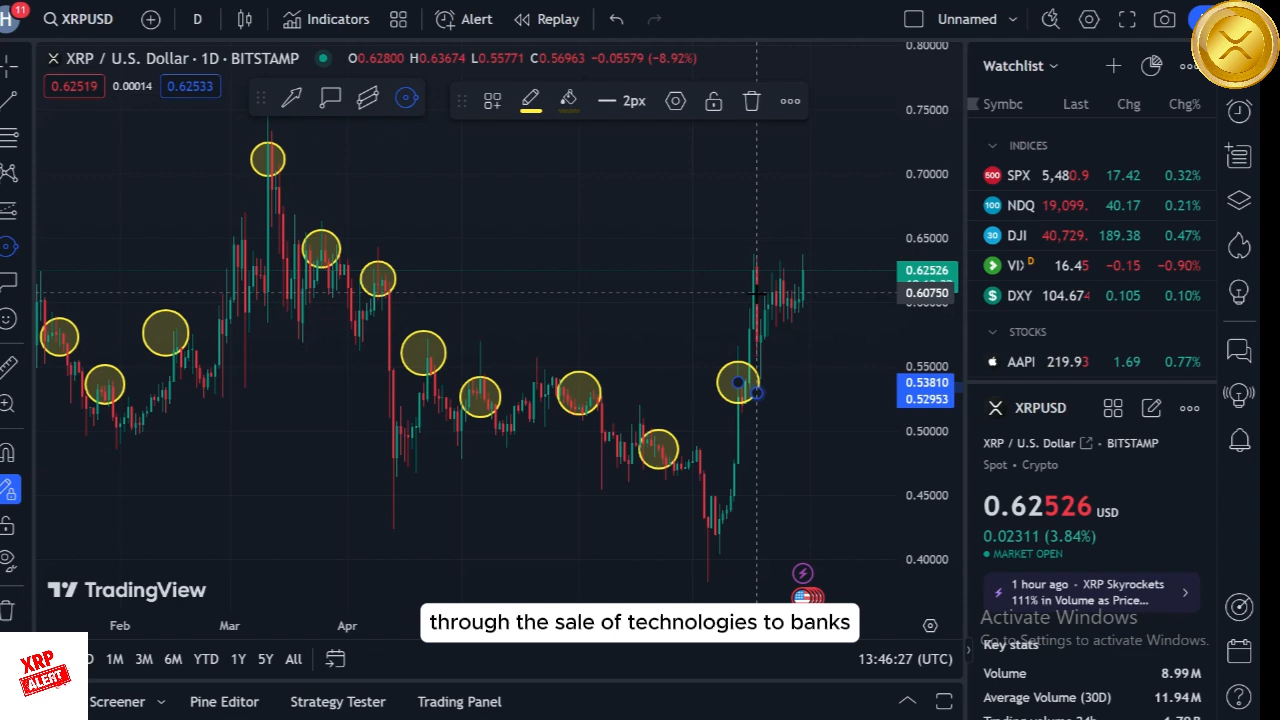 11
XRPUSD
D
Indicators
Alert
Replay
Unnamed
XRP / U.S. Dollar · 1D · BITSTAMP
O0.62800 H0.63674 L0.55771 C0.56963 -0.05579 (-8.92%)
0.62519
0.00014
0.62533
2px
0.80000
0.75000
0.70000
0.65000
0.62526
0.60750
0.55000
0.53810
0.52953
0.50000
0.45000
0.40000
Watchlist
Symbc
Last
Chg
Chg%
INDICES
500 SPX 5,480.9 17.42 0.32%
100 NDQ 19,099. 40.17 0.21%
30 DJI 40,729. 189.38 0.47%
VI D 16.45 -0.15 -0.90%
$ DXY 104.674 0.105 0.10%
STOCKS
AAPI 219.93 1.69 0.77%
XRPUSD
XRP / U.S. Dollar · BITSTAMP
Spot • Crypto
0.62526 USD
0.02311 (3.84%)
MARKET OPEN
1 hour ago · XRP Skyrockets
111% in Volume as Price...
Activate Windows
Go to Settings to activate Windows.
Key stats
Volume 8.99M
Average Volume (30D) 11.94M
TradingView
Feb
Mar
Apr
through the sale of technologies to banks
D
1M
3M
6M
YTD
1Y
5Y
All
13:46:27 (UTC)
XRP
ALERT
Screener
Pine Editor
Strategy Tester
Trading Panel